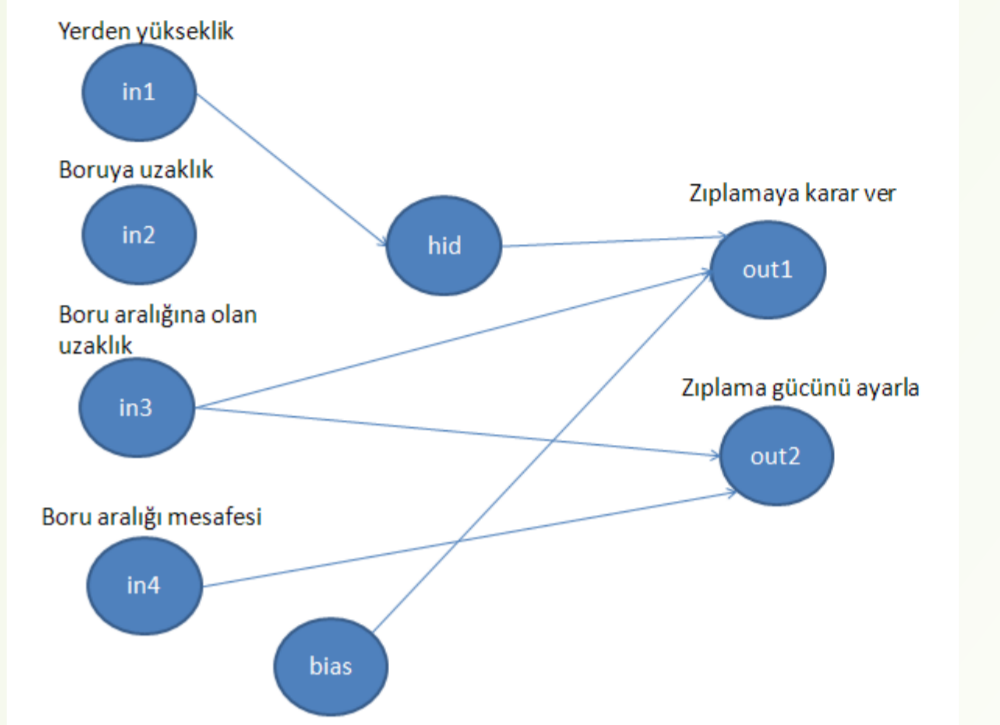 Yerden yükseklik
in1
Boruya uzaklık
in2
Boru aralığına olan
uzaklık
in3
Boru aralığı mesafesi
in4
bias
hid
Zıplamaya karar ver
out1
Zıplama gücünü ayarla
out2